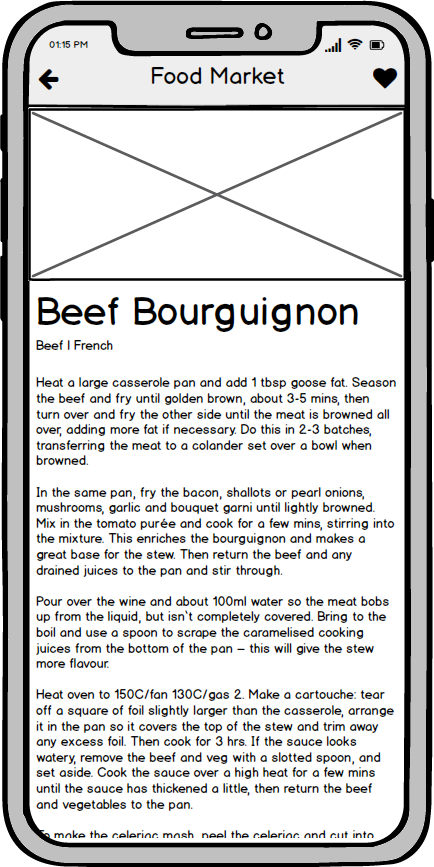 01:15 PM
Food Market
Beef Bourguignon
Beef | French
Heat a large casserole pan and add 1 tbsp goose fat. Season
the beef and fry until golden brown, about 3-5 mins, then
turn over and fry the other side until the meat is browned all
over, adding more fat if necessary. Do this in 2-3 batches,
transferring the meat to a colander set over a bowl when
browned.
In the same pan, fry the bacon, shallots or pearl onions,
mushrooms, garlic and bouquet garni until lightly browned.
Mix in the tomato purée and cook for a few mins, stirring into
the mixture. This enriches the bourguignon and makes a
great base for the stew. Then return the beef and any
drained juices to the pan and stir through.
Pour over the wine and about 100ml water so the meat bobs
up from the liquid, but isn't completely covered. Bring to the
boil and use a spoon to scrape the caramelised cooking
juices from the bottom of the pan – this will give the stew
more flavour.
Heat oven to 150C/fan 130C/gas 2. Make a cartouche: tear
off a square of foil slightly larger than the casserole, arrange
it in the pan so it covers the top of the stew and trim away
any excess foil. Then cook for 3 hrs. If the sauce looks
watery, remove the beef and veg with a slotted spoon, and
set aside. Cook the sauce over a high heat for a few mins
until the sauce has thickened a little, then return the beef
and vegetables to the pan.
To make the celeriac mash, peel the celeriac and cut into